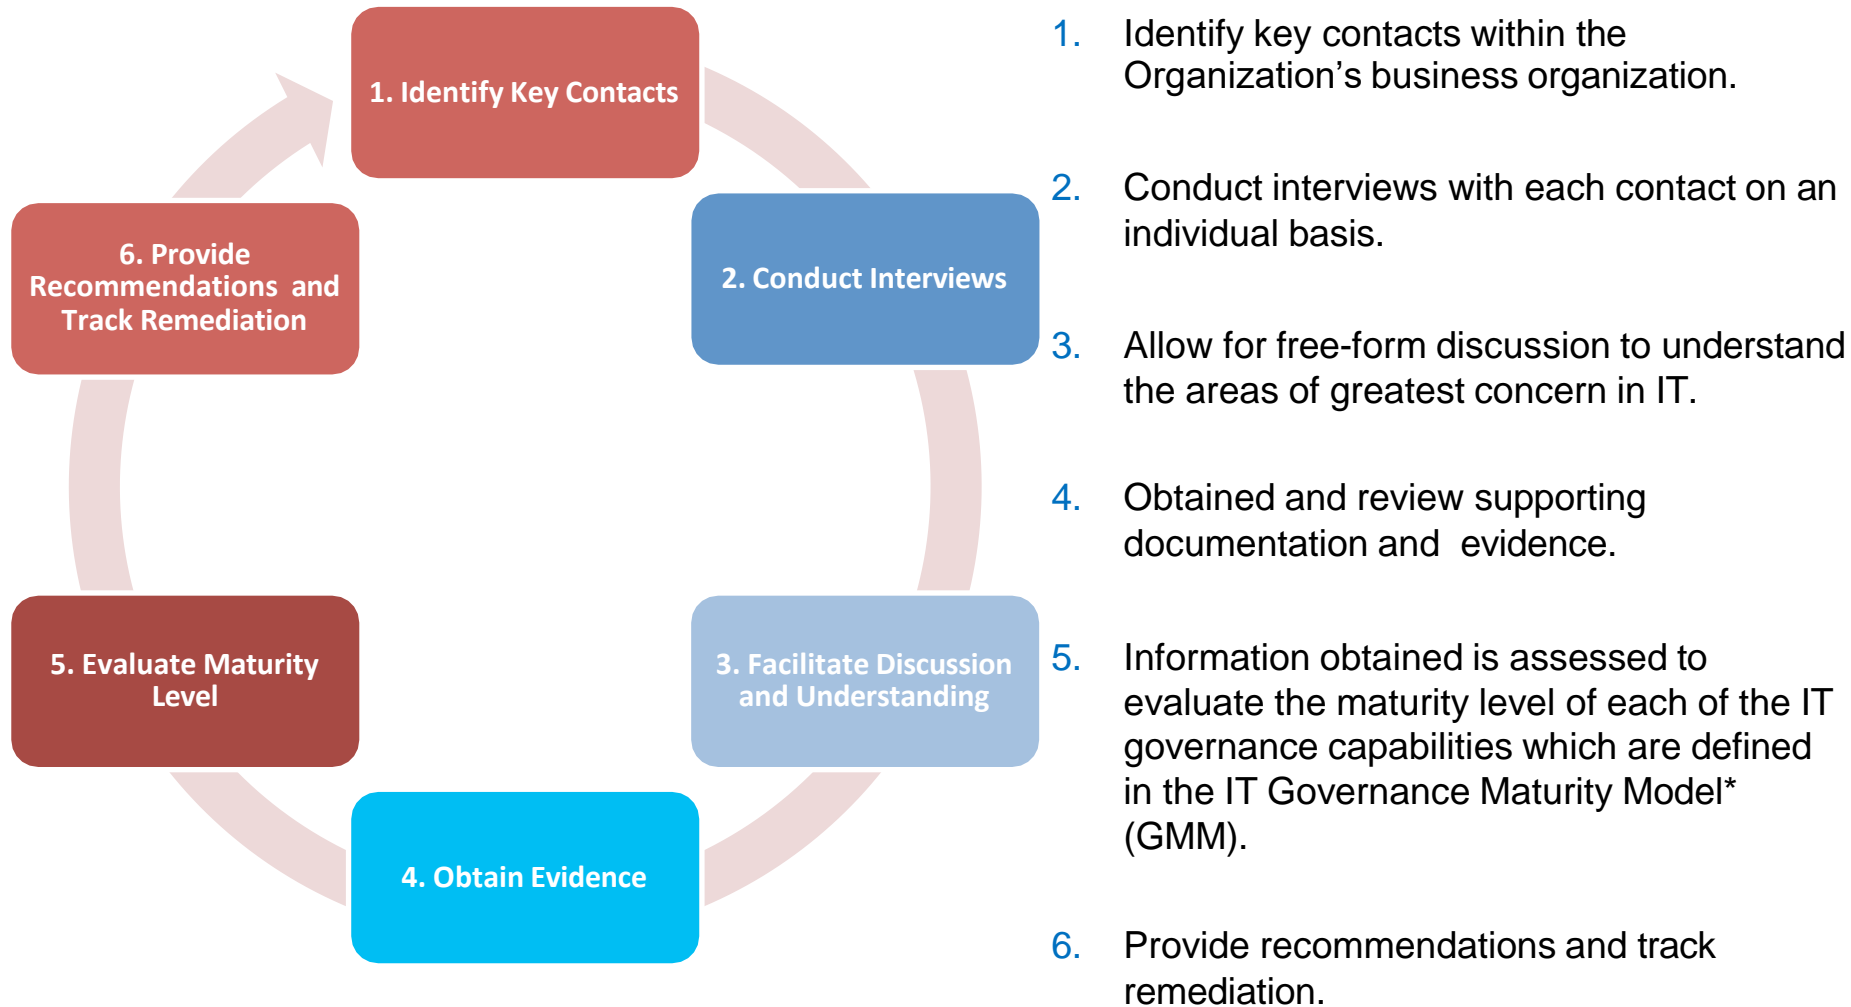 1. Identify Key Contacts
2. Conduct Interviews
3. Facilitate Discussion
and Understanding
4. Obtain Evidence
5. Evaluate Maturity
Level
6. Provide
Recommendations  and
Track Remediation
1. Identify key contacts within the
Organization’s business organization.
2. Conduct interviews with each contact on an
individual basis.
3. Allow for free-form discussion to understand
the areas of greatest concern in IT.
4. Obtained and review supporting
documentation and  evidence.
5. Information obtained is assessed to
evaluate the maturity level of each of the IT
governance capabilities which are defined
in the IT Governance Maturity Model*
(GMM).
6. Provide recommendations and track
remediation.